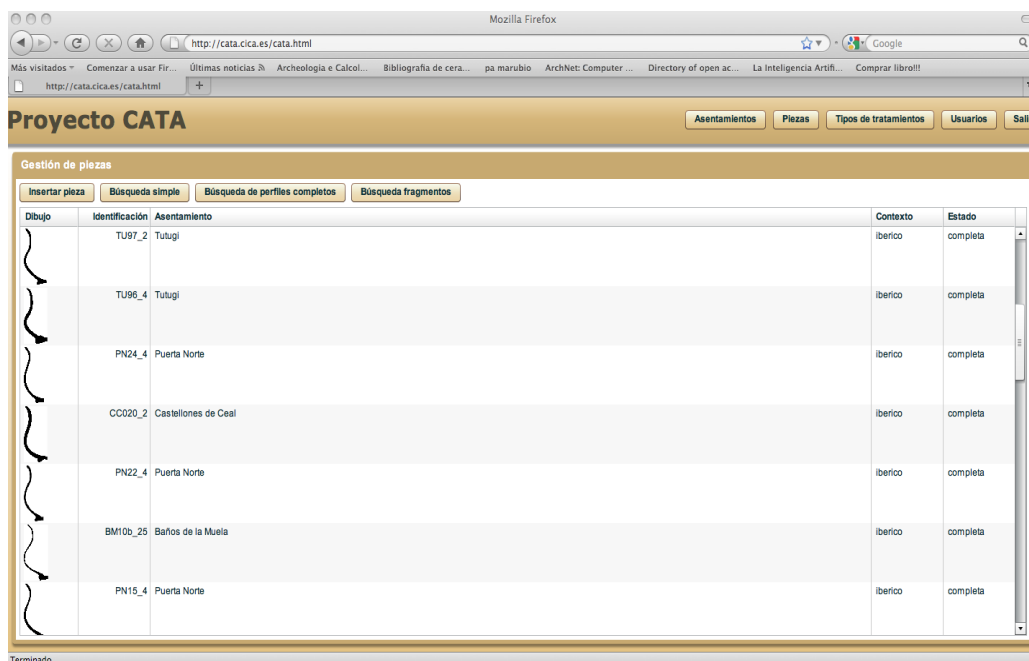 Mozilla Firefox
http://cata.cica.es/cata.html Google
Más visitados Comenzar a usar Fir... Últimas noticias Archeologia e Calcol... Bibliografia de cera... pa marubio ArchNet: Computer ... Directory of open ac... La Inteligencia Artifi... Comprar libro!!!
http://cata.cica.es/cata.html +
Proyecto CATA Asentamientos Piezas Tipos de tratamientos Usuarios Sali
Gestión de piezas
Insertar pieza Búsqueda simple Búsqueda de perfiles completos Búsqueda fragmentos
Dibujo Identificación Asentamiento Contexto Estado
TU97_2 Tutugi iberico completa
TU96_4 Tutugi iberico completa
PN24_4 Puerta Norte iberico completa
CC020_2 Castellones de Ceal iberico completa
PN22_4 Puerta Norte iberico completa
BM10b_25 Baños de la Muela iberico completa
PN15_4 Puerta Norte iberico completa
Terminado